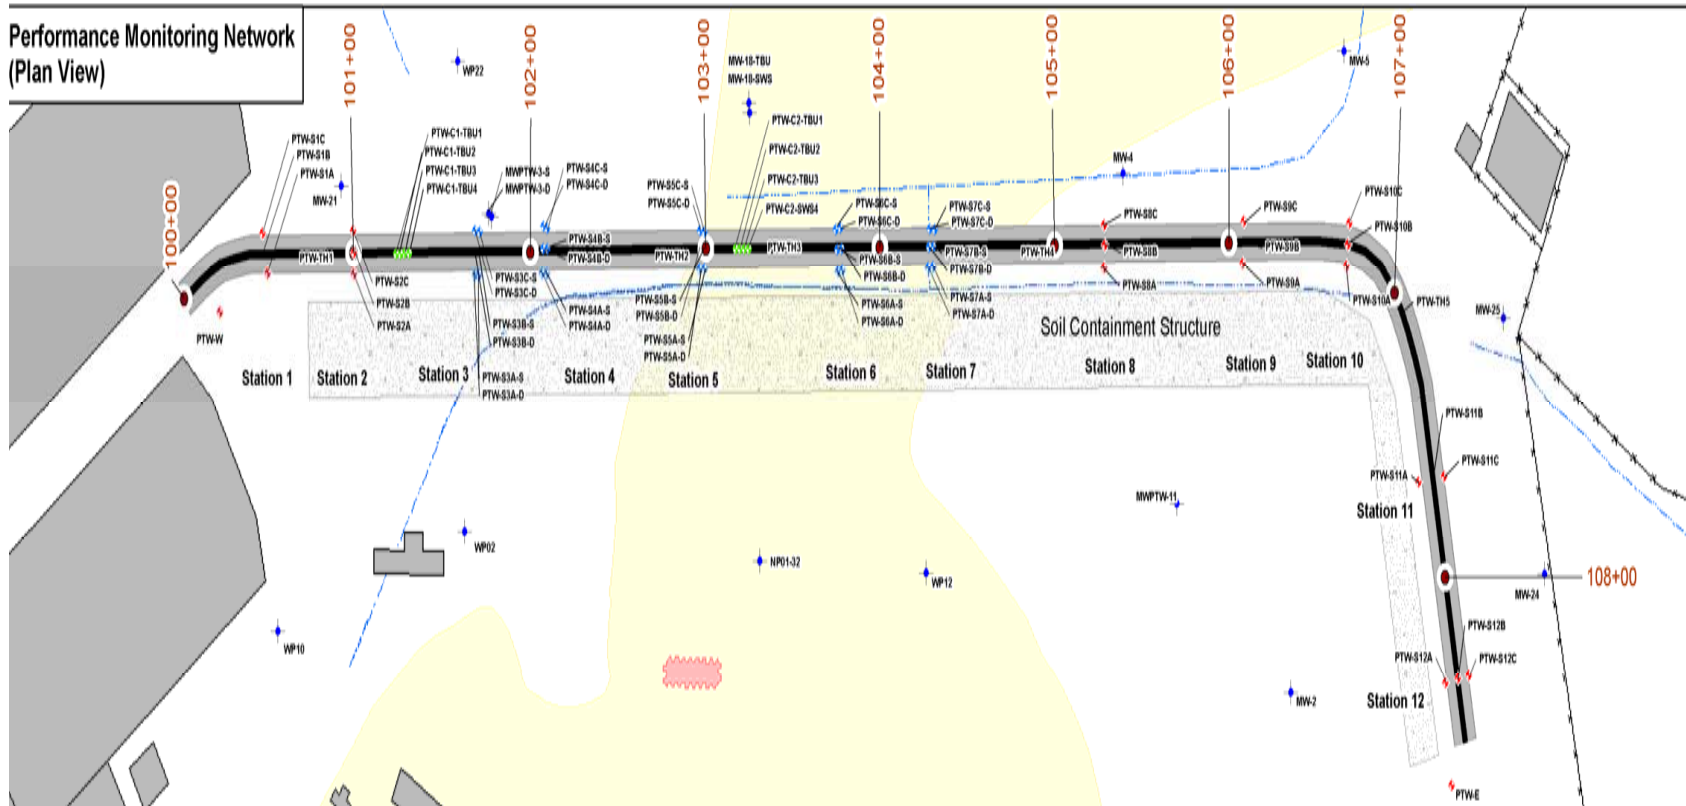 Performance Monitoring Network
(Plan View)
100+00
101+00
102+00
103+00
104+00
105+00
106+00
107+00
108+00
WP22
MW-18-TBU
MW-18-SWS
MW-5
PTW-S1C
PTW-S1B
PTW-S1A
MW-21
PTW-C1-TBU1
PTW-C1-TBU2
PTW-C1-TBU3
PTW-C1-TBU4
MWPTW-3-S
MWPTW-3-D
PTW-S4C-S
PTW-S4C-D
PTW-S5C-S
PTW-S5C-D
PTW-C2-TBU1
PTW-C2-TBU2
PTW-C2-TBU3
PTW-C2-SWS4
PTW-S6C-S
PTW-S6C-D
PTW-S7C-S
PTW-S7C-D
MW-4
PTW-S8C
PTW-S9C
PTW-S10C
PTW-S10B
PTW-TH1
PTW-S4B-S
PTW-S4B-D
PTW-TH2
PTW-TH3
PTW-S6B-S
PTW-S6B-D
PTW-S7B-S
PTW-S7B-D
PTW-TH4
PTW-S8B
PTW-S9B
PTW-S2C
PTW-S2B
PTW-S2A
PTW-S3C-S
PTW-S3C-D
PTW-S3B-S
PTW-S3B-D
PTW-S3A-S
PTW-S3A-D
PTW-S4A-S
PTW-S4A-D
PTW-S5B-S
PTW-S5B-D
PTW-S5A-S
PTW-S5A-D
PTW-S6A-S
PTW-S6A-D
PTW-S7A-S
PTW-S7A-D
PTW-S8A
PTW-S9A
PTW-S10A
PTW-TH5
MW-25
PTW-W
Soil Containment Structure
Station 1
Station 2
Station 3
Station 4
Station 5
Station 6
Station 7
Station 8
Station 9
Station 10
PTW-S11B
PTW-S11A
PTW-S11C
Station 11
MWPTW-11
WP02
NP01-32
WP12
MW-24
WP10
PTW-S12B
PTW-S12A
PTW-S12C
MW-2
Station 12
PTW-E